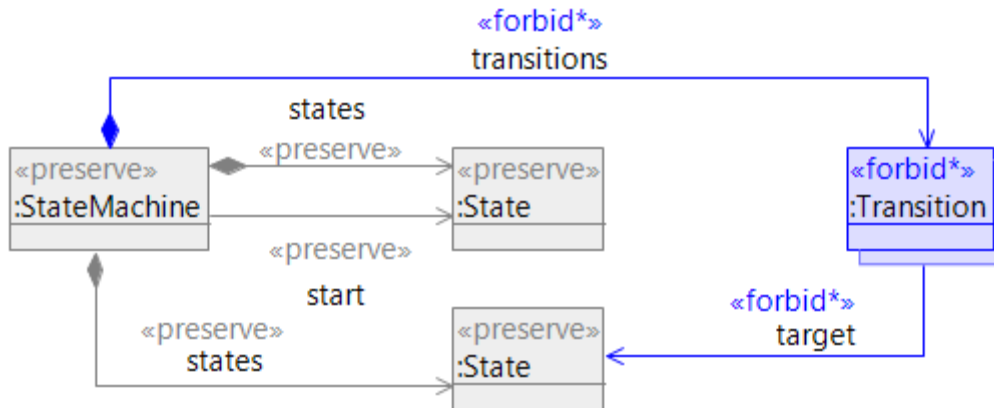 «forbid*»
transitions
states
«preserve»
«preserve»
:StateMachine
«preserve»
:State
«forbid*»
:Transition
«preserve»
start
«preserve»
states
«preserve»
:State
«forbid*»
target